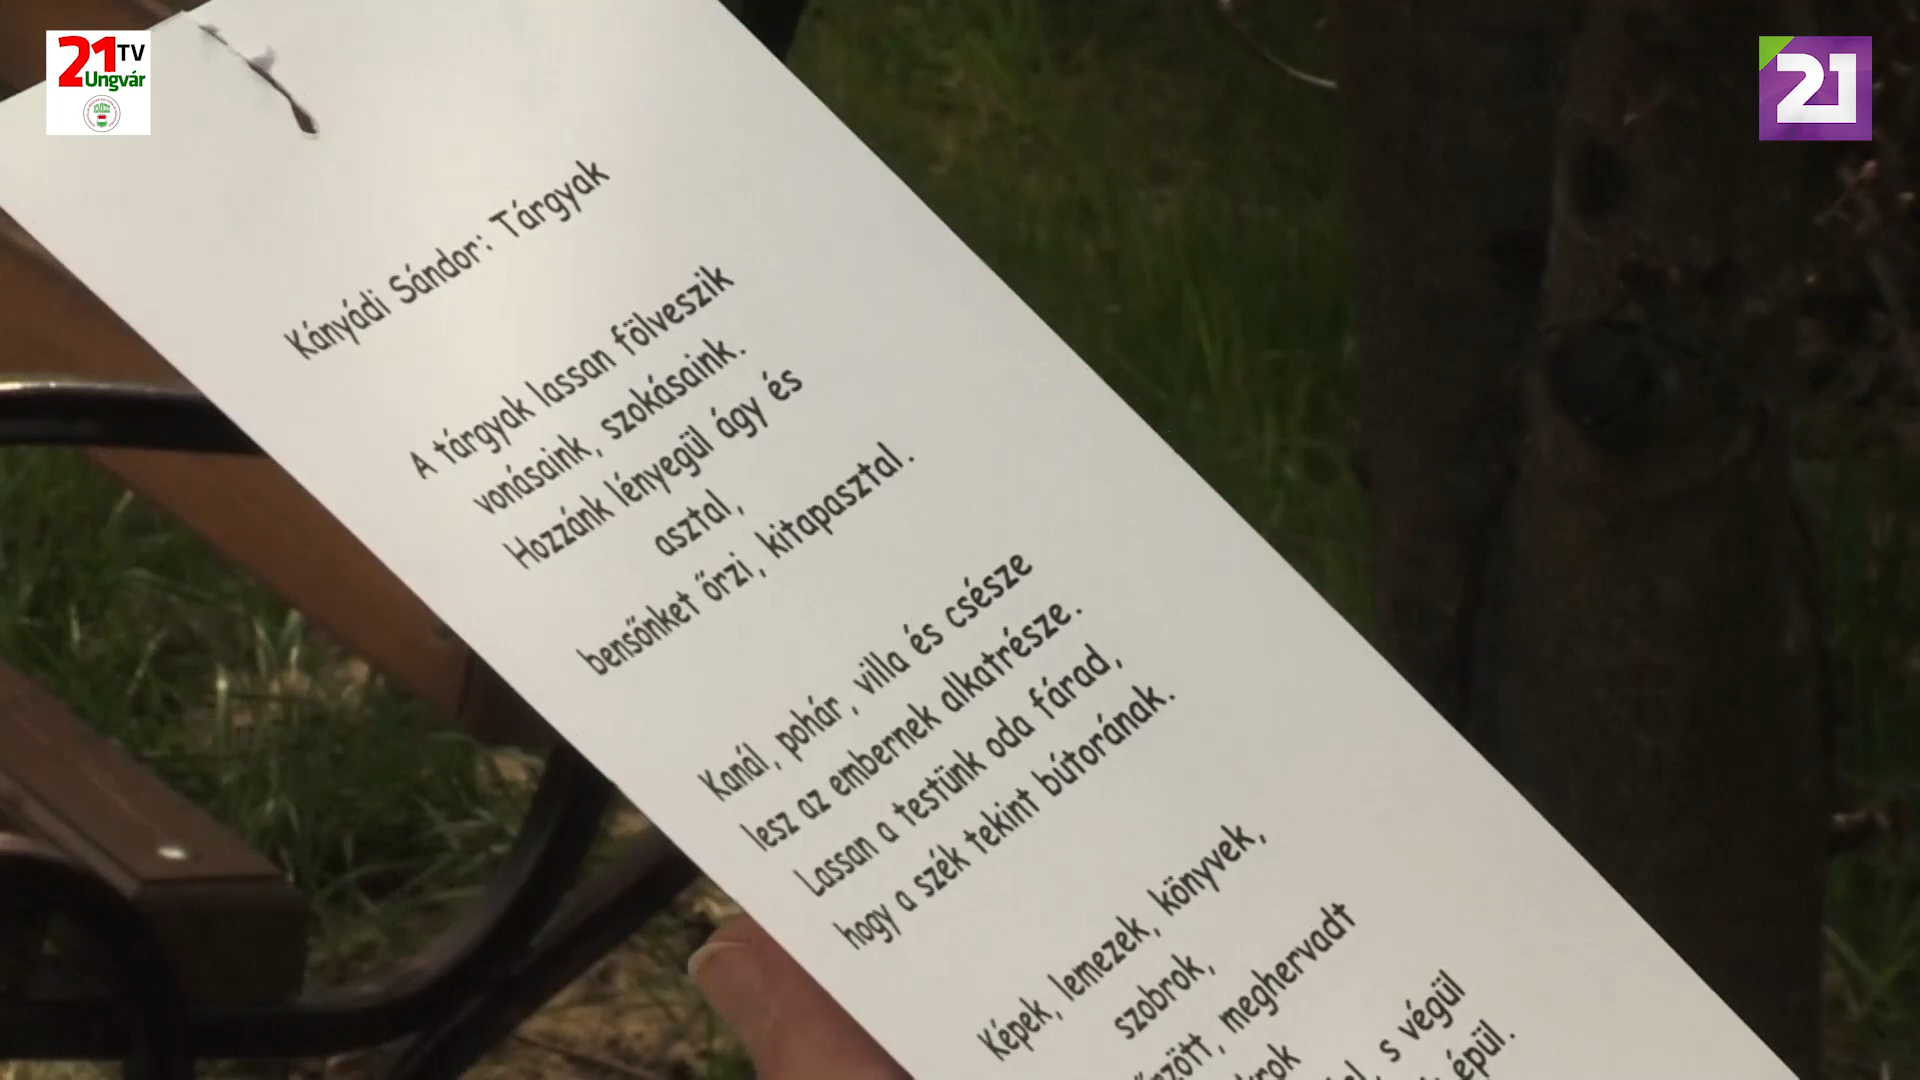 21 TV
Ungvár
21
Kányádi Sándor: Tárgyak
A tárgyak lassan fölveszik
vonásaink, szokásaink.
Hozzánk lényegül ágy és
asztal,
bensőnket őrzi, kitapasztal.
Kanál, pohár, villa és csésze
lesz az embernek alkatrésze.
Lassan a testünk oda fárad,
hogy a szék tekint bútorának.
Képek, lemezek, könyvek,
szobrok,
meghervadt
s végül
épül.